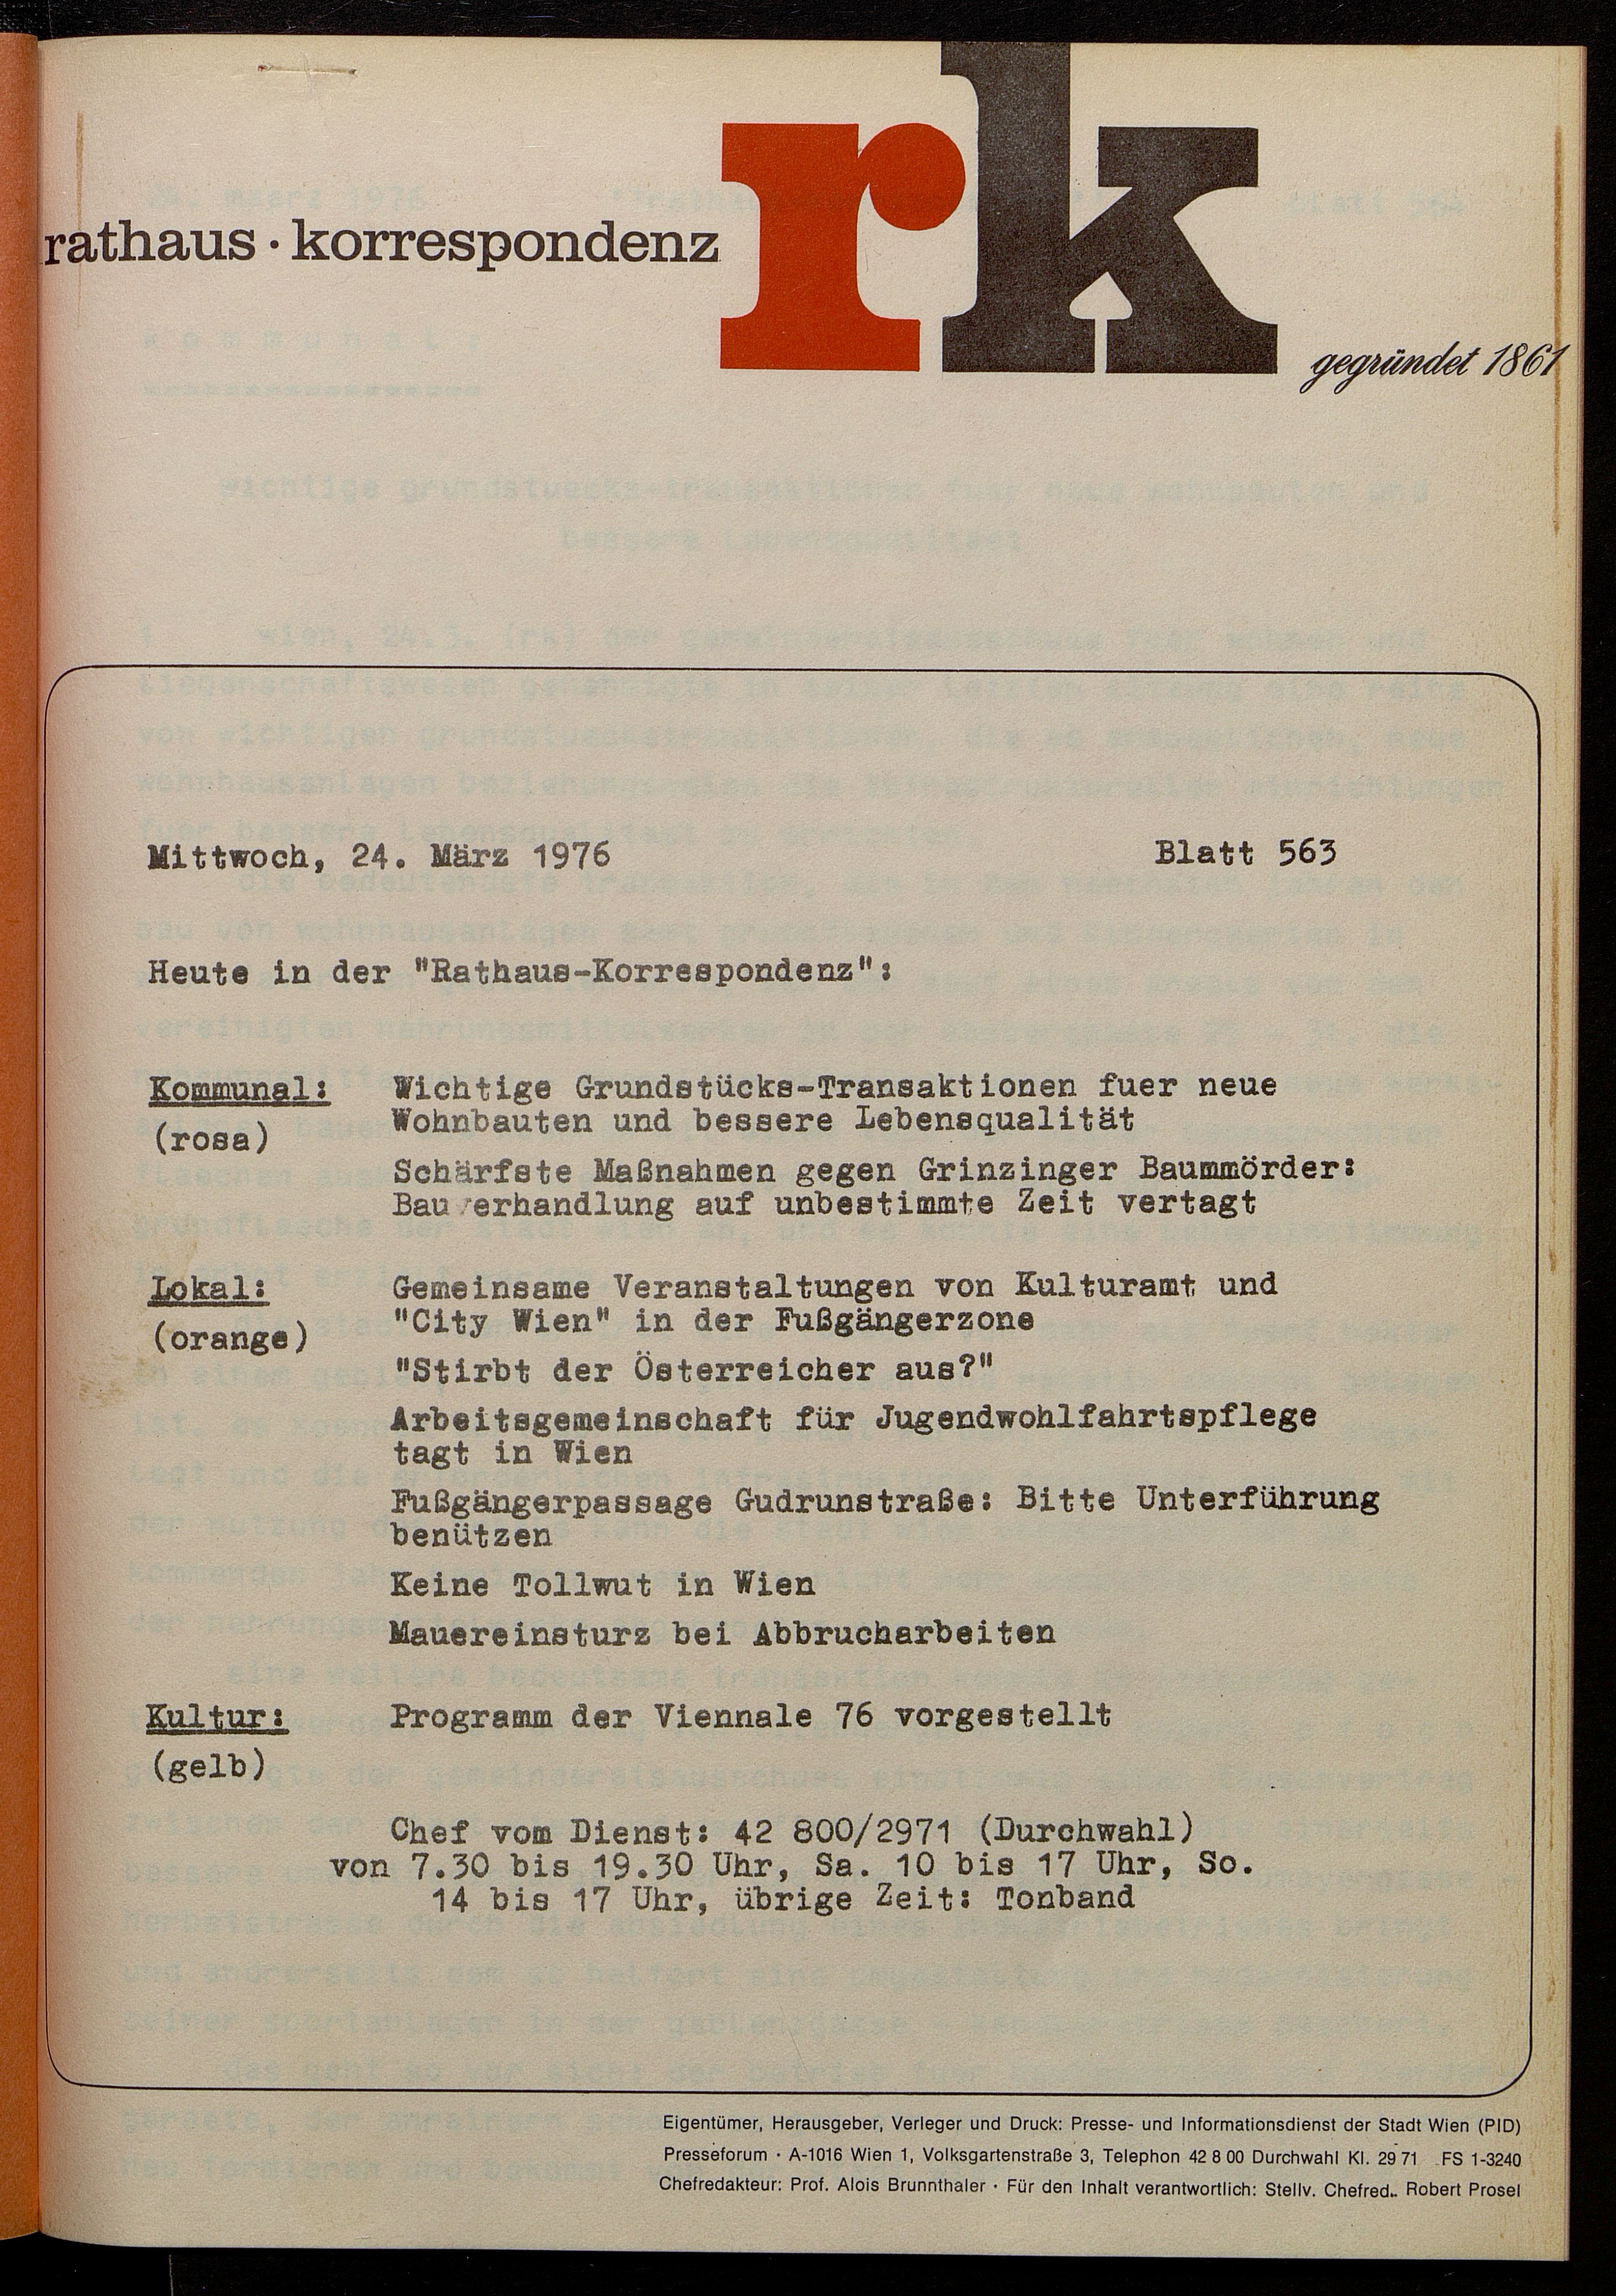 rk
rathaus · korrespondenz
gegründet 1861
Mittwoch, 24. März 1976 Blatt 563
Heute in der "Rathaus-Korrespondenz":
Kommunal: Wichtige Grundstücks-Transaktionen fuer neue
Wohnbauten und bessere Lebensqualität
(rosa)
Schärfste Maßnahmen gegen Grinzinger Baummörder:
Bauverhandlung auf unbestimmte Zeit vertagt
Lokal: Gemeinsame Veranstaltungen von Kulturamt und
"City Wien" in der Fußgängerzone
(orange)
"Stirbt der Österreicher aus?"
Arbeitsgemeinschaft für Jugendwohlfahrtspflege
tagt in Wien
Fußgängerpassage Gudrunstraße: Bitte Unterführung
benützen
Keine Tollwut in Wien
Mauereinsturz bei Abbrucharbeiten
Kultur: Programm der Viennale 76 vorgestellt
(gelb)
Chef vom Dienst: 42 800/2971 (Durchwahl)
von 7.30 bis 19.30 Uhr, Sa. 10 bis 17 Uhr, So.
14 bis 17 Uhr, übrige Zeit: Tonband
Eigentümer, Herausgeber, Verleger und Druck: Presse- und Informationsdienst der Stadt Wien (PID)
Presseforum · A-1016 Wien 1, Volksgartenstraße 3, Telephon 42 8 00 Durchwahl Kl. 29 71 FS 1-3240
Chefredakteur: Prof. Alois Brunnthaler · Für den Inhalt verantwortlich: Stellv. Chefred. Robert Prosel